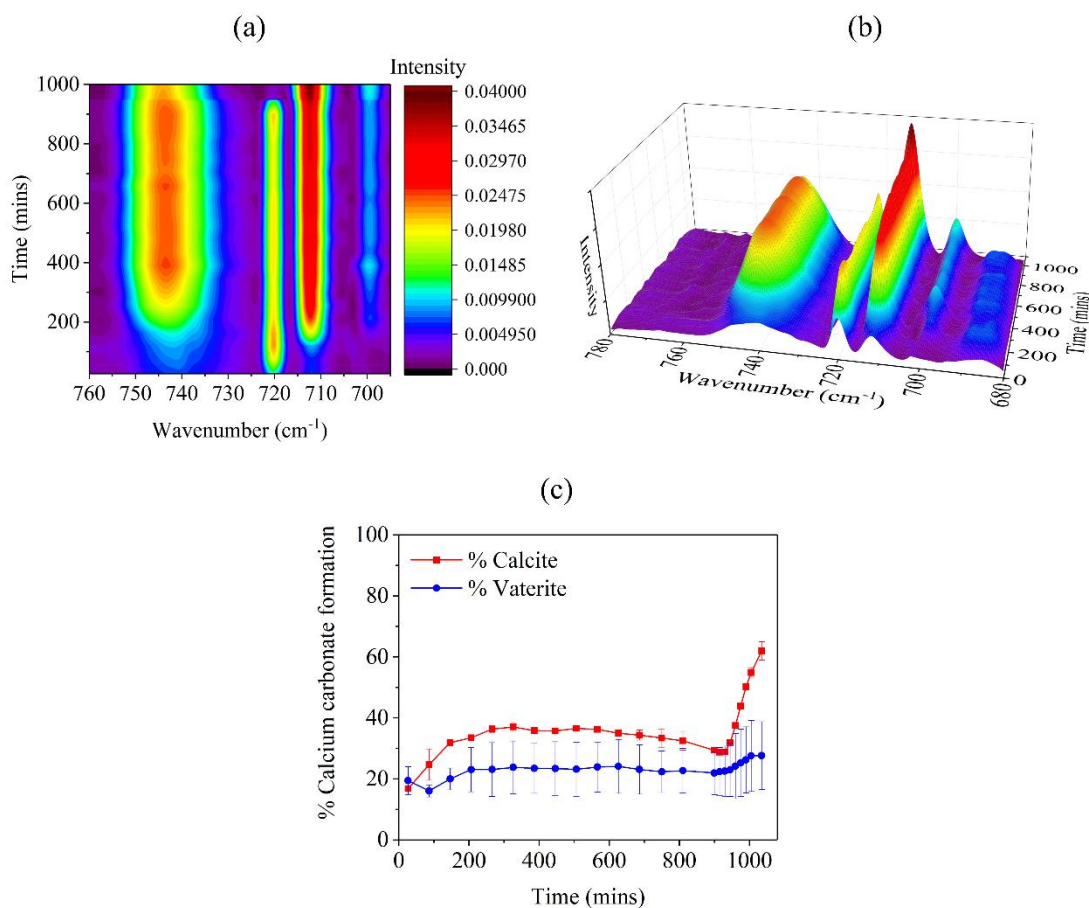 (a)
Intensity
1000
800
600
400
200
Time (mins)
760 750 740 730 720 710 700
Wavenumber (cm⁻¹)
0.04000
0.03465
0.02970
0.02475
0.01980
0.01485
0.009900
0.004950
0.000
(b)
Intensity
780 760 740 720 700 680
Wavenumber (cm⁻¹)
1000
800
600
400
200
0
Time (mins)
(c)
% Calcium carbonate formation
100
80
60
40
20
0
% Calcite
% Vaterite
0 200 400 600 800 1000
Time (mins)